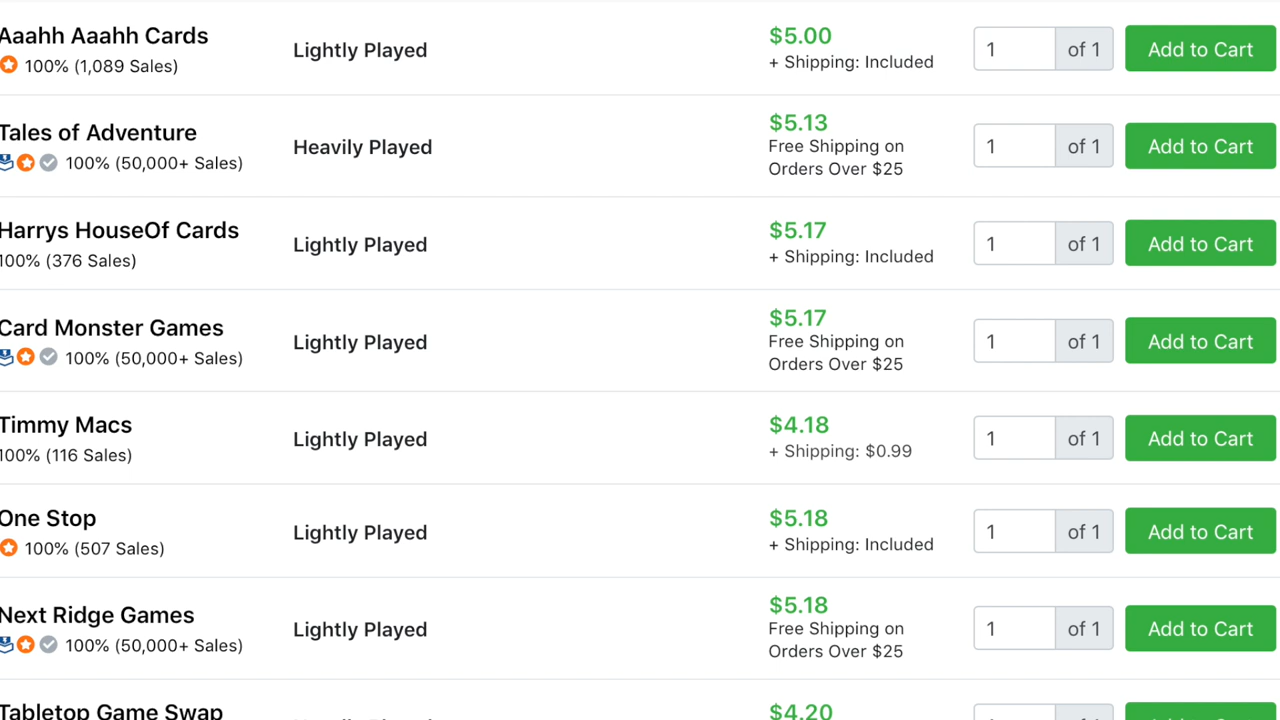 Aaahh Aaahh Cards
100% (1,089 Sales)
Lightly Played
$5.00
+ Shipping: Included
1 of 1
Add to Cart
Tales of Adventure
100% (50,000+ Sales)
Heavily Played
$5.13
Free Shipping on
Orders Over $25
1 of 1
Add to Cart
Harrys HouseOf Cards
100% (376 Sales)
Lightly Played
$5.17
+ Shipping: Included
1 of 1
Add to Cart
Card Monster Games
100% (50,000+ Sales)
Lightly Played
$5.17
Free Shipping on
Orders Over $25
1 of 1
Add to Cart
Timmy Macs
100% (116 Sales)
Lightly Played
$4.18
+ Shipping: $0.99
1 of 1
Add to Cart
One Stop
100% (507 Sales)
Lightly Played
$5.18
+ Shipping: Included
1 of 1
Add to Cart
Next Ridge Games
100% (50,000+ Sales)
Lightly Played
$5.18
Free Shipping on
Orders Over $25
1 of 1
Add to Cart
Tabletop Game Swap
$4.20